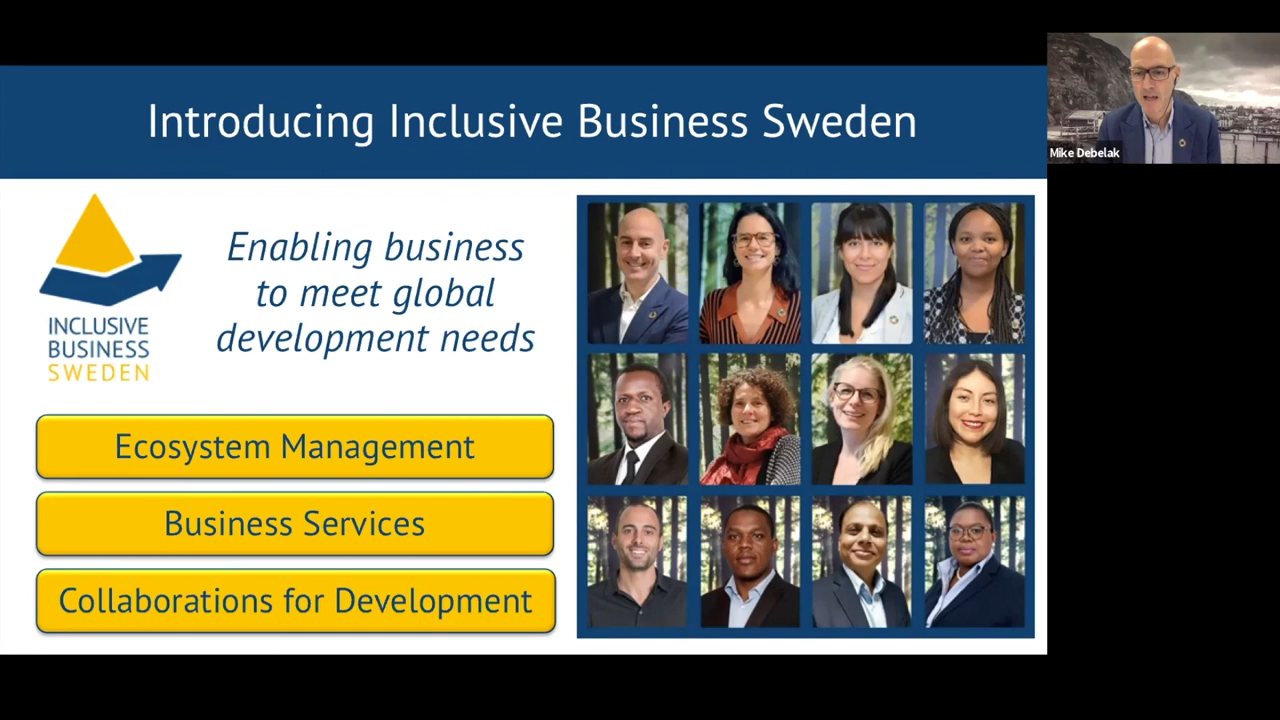 Introducing Inclusive Business Sweden
Mike Debelak
Enabling business
to meet global
development needs
INCLUSIVE
BUSINESS
SWEDEN
Ecosystem Management
Business Services
Collaborations for Development